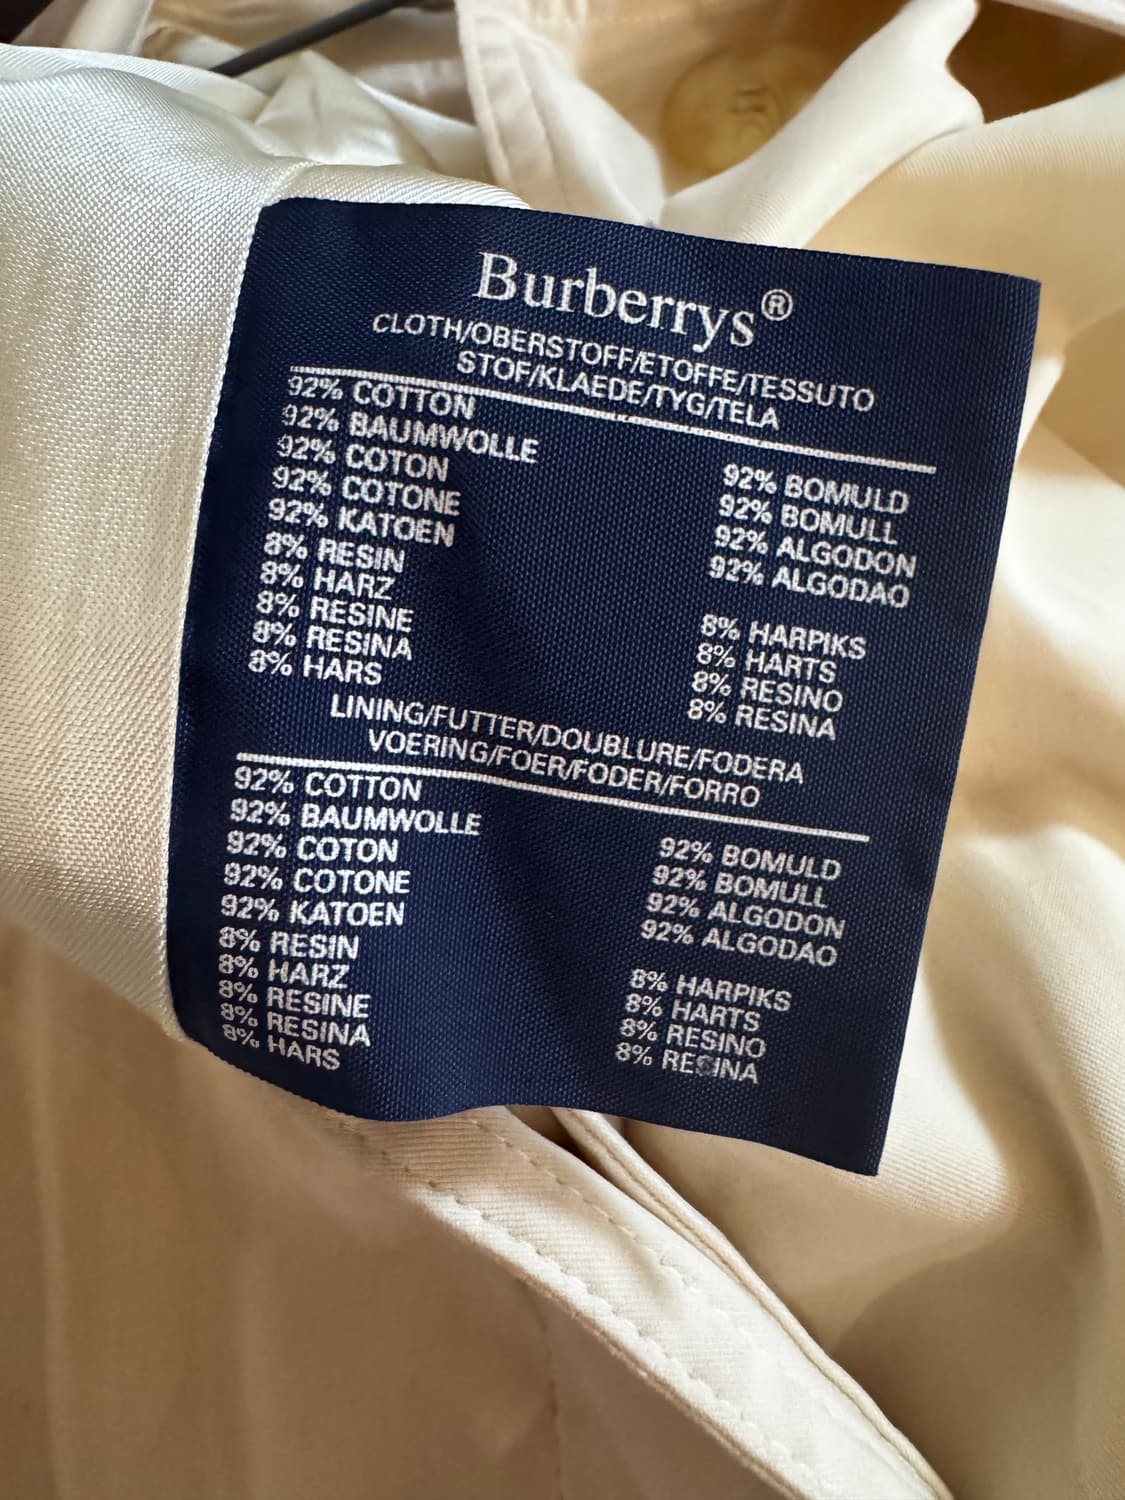 Burberrys®
CLOTH/OBERSTOFF/ETOFFE/TESSUTO
STOF/KLAEDE/TYG/TELA
92% COTTON
92% BAUMWOLLE
92% COTON
92% COTONE
92% KATOEN
8% RESIN
8% HARZ
8% RESINE
8% RESINA
8% HARS
92% BOMULD
92% BOMULL
92% ALGODON
92% ALGODAO
8% HARPIKS
8% HARTS
8% RESINO
8% RESINA
LINING/FUTTER/DOUBLURE/FODERA
VOERING/FOER/FODER/FORRO
92% COTTON
92% BAUMWOLLE
92% COTON
92% COTONE
92% KATOEN
8% RESIN
8% HARZ
8% RESINE
8% RESINA
8% HARS
92% BOMULD
92% BOMULL
92% ALGODON
92% ALGODAO
8% HARPIKS
8% HARTS
8% RESINO
8% RESINA